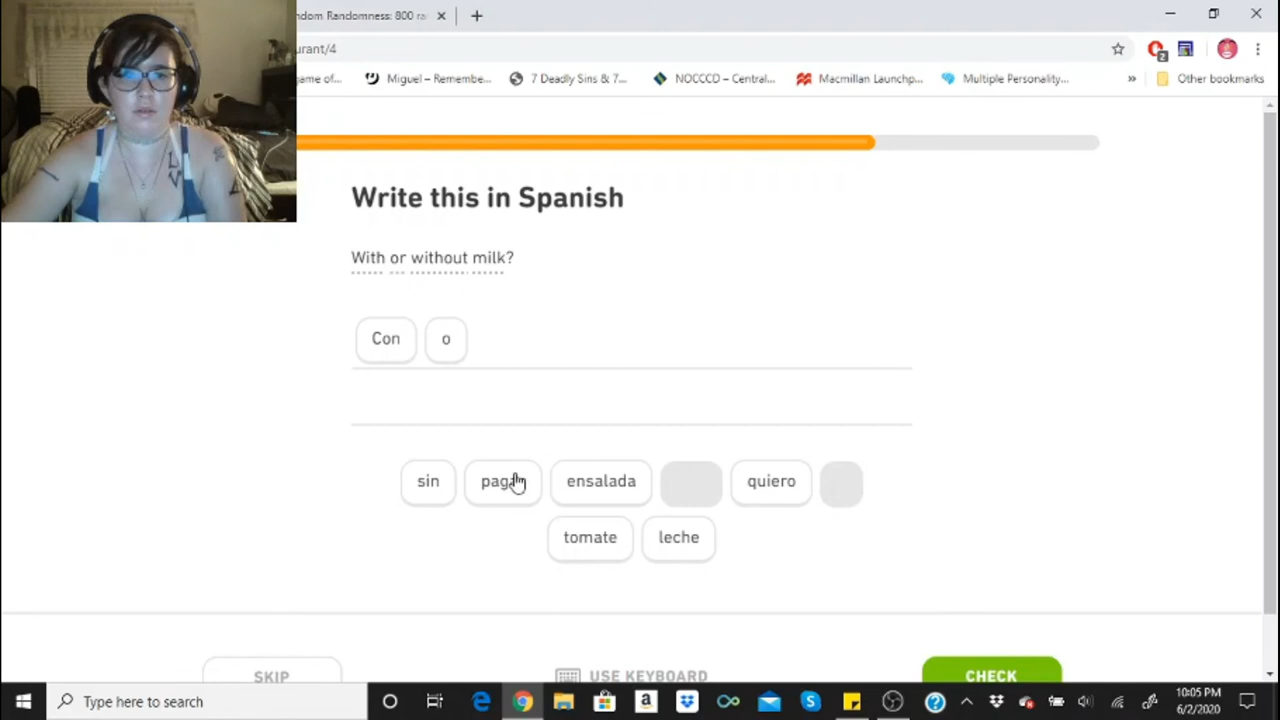 ndom Randomness: 800 ra
urant/4
game of... Miguel – Remembe... 7 Deadly Sins & 7... NOCCCD – Central... Macmillan Launchp... Multiple Personality... » Other bookmarks
2
Write this in Spanish
With or without milk?
Con o
sin ensalada quiero
tomate leche
SKIP USE KEYBOARD CHECK
Type here to search
10:05 PM
6/2/2020